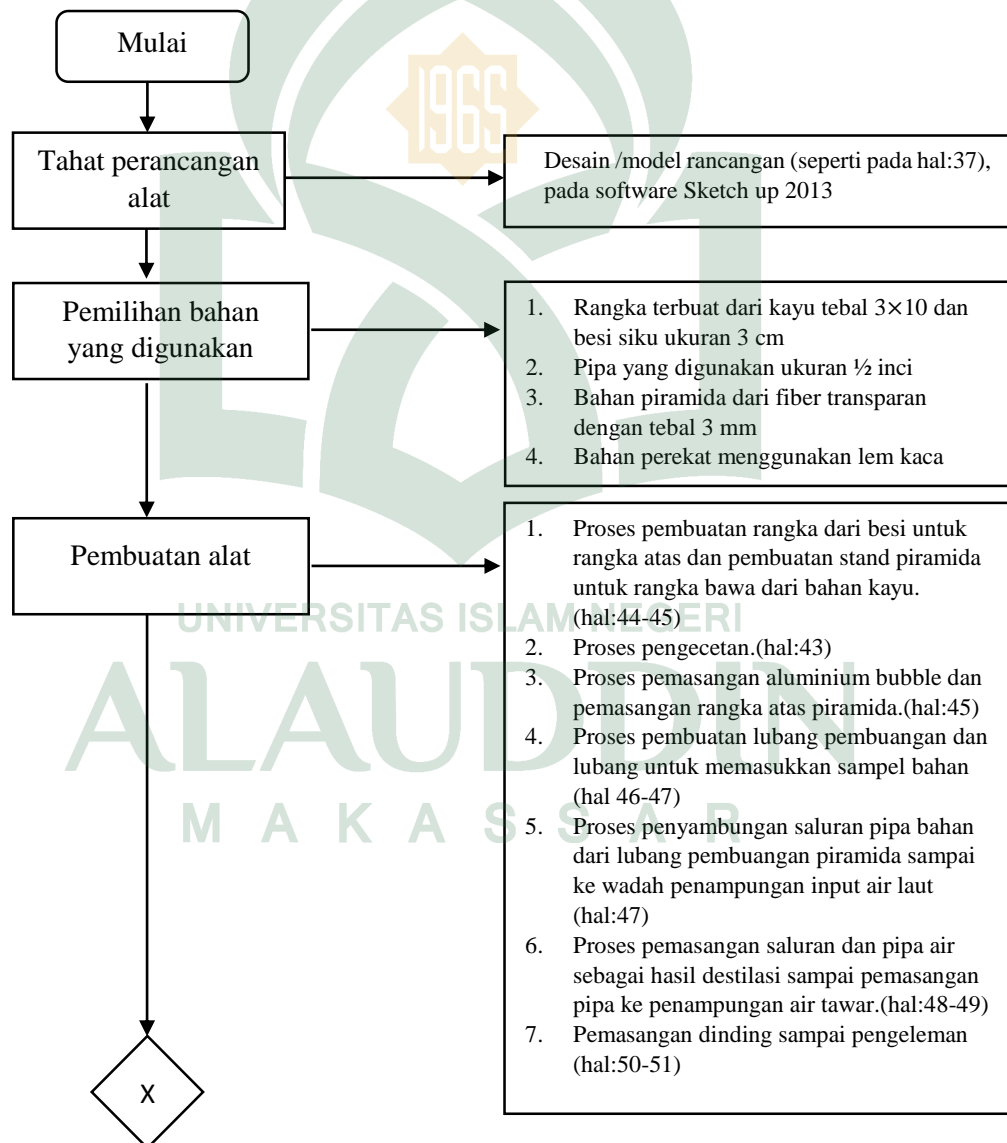 Mulai
Tahat perancangan
alat
Desain /model rancangan (seperti pada hal:37),
pada software Sketch up 2013
Pemilihan bahan
yang digunakan
1. Rangka terbuat dari kayu tebal 3×10 dan
besi siku ukuran 3 cm
2. Pipa yang digunakan ukuran ½ inci
3. Bahan piramida dari fiber transparan
dengan tebal 3 mm
4. Bahan perekat menggunakan lem kaca
Pembuatan alat
1. Proses pembuatan rangka dari besi untuk
rangka atas dan pembuatan stand piramida
untuk rangka bawa dari bahan kayu.
(hal:44-45)
2. Proses pengecetan.(hal:43)
3. Proses pemasangan aluminium bubble dan
pemasangan rangka atas piramida.(hal:45)
4. Proses pembuatan lubang pembuangan dan
lubang untuk memasukkan sampel bahan
(hal 46-47)
5. Proses penyambungan saluran pipa bahan
dari lubang pembuangan piramida sampai
ke wadah penampungan input air laut
(hal:47)
6. Proses pemasangan saluran dan pipa air
sebagai hasil destilasi sampai pemasangan
pipa ke penampungan air tawar.(hal:48-49)
7. Pemasangan dinding sampai pengeleman
(hal:50-51)
X
1965
UNIVERSITAS ISLAM NEGERI
ALAUDDIN
MAKASSAR